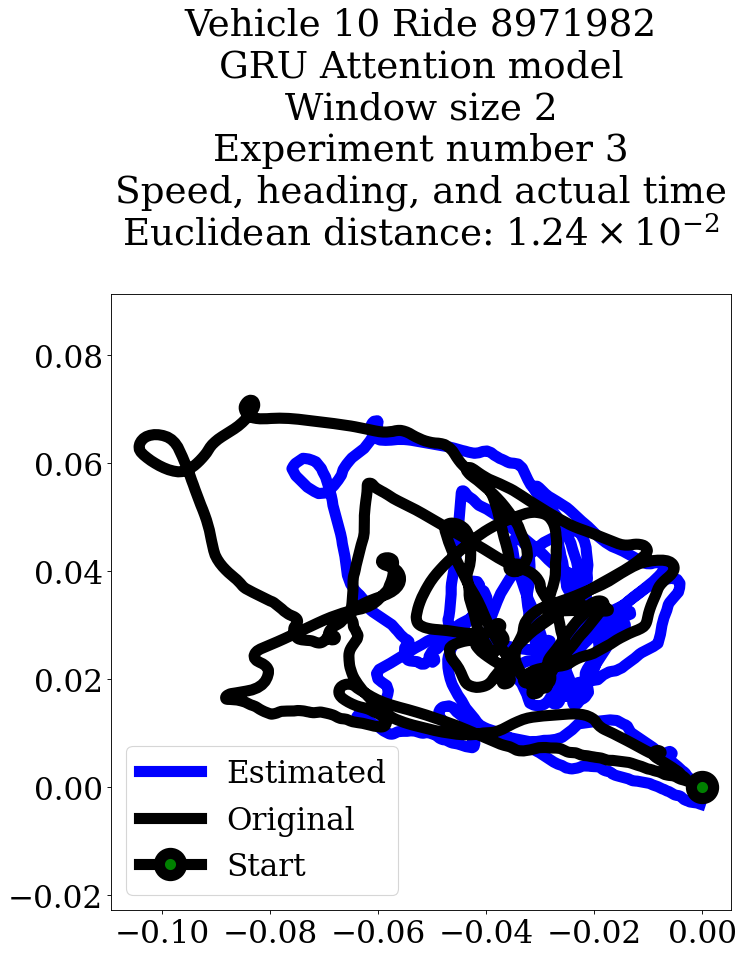 Vehicle 10 Ride 8971982
GRU Attention model
Window size 2
Experiment number 3
Speed, heading, and actual time
Euclidean distance: 1.24 × 10⁻²
0.08
0.06
0.04
0.02
0.00
−0.02
Estimated
Original
Start
−0.10 −0.08 −0.06 −0.04 −0.02 0.00